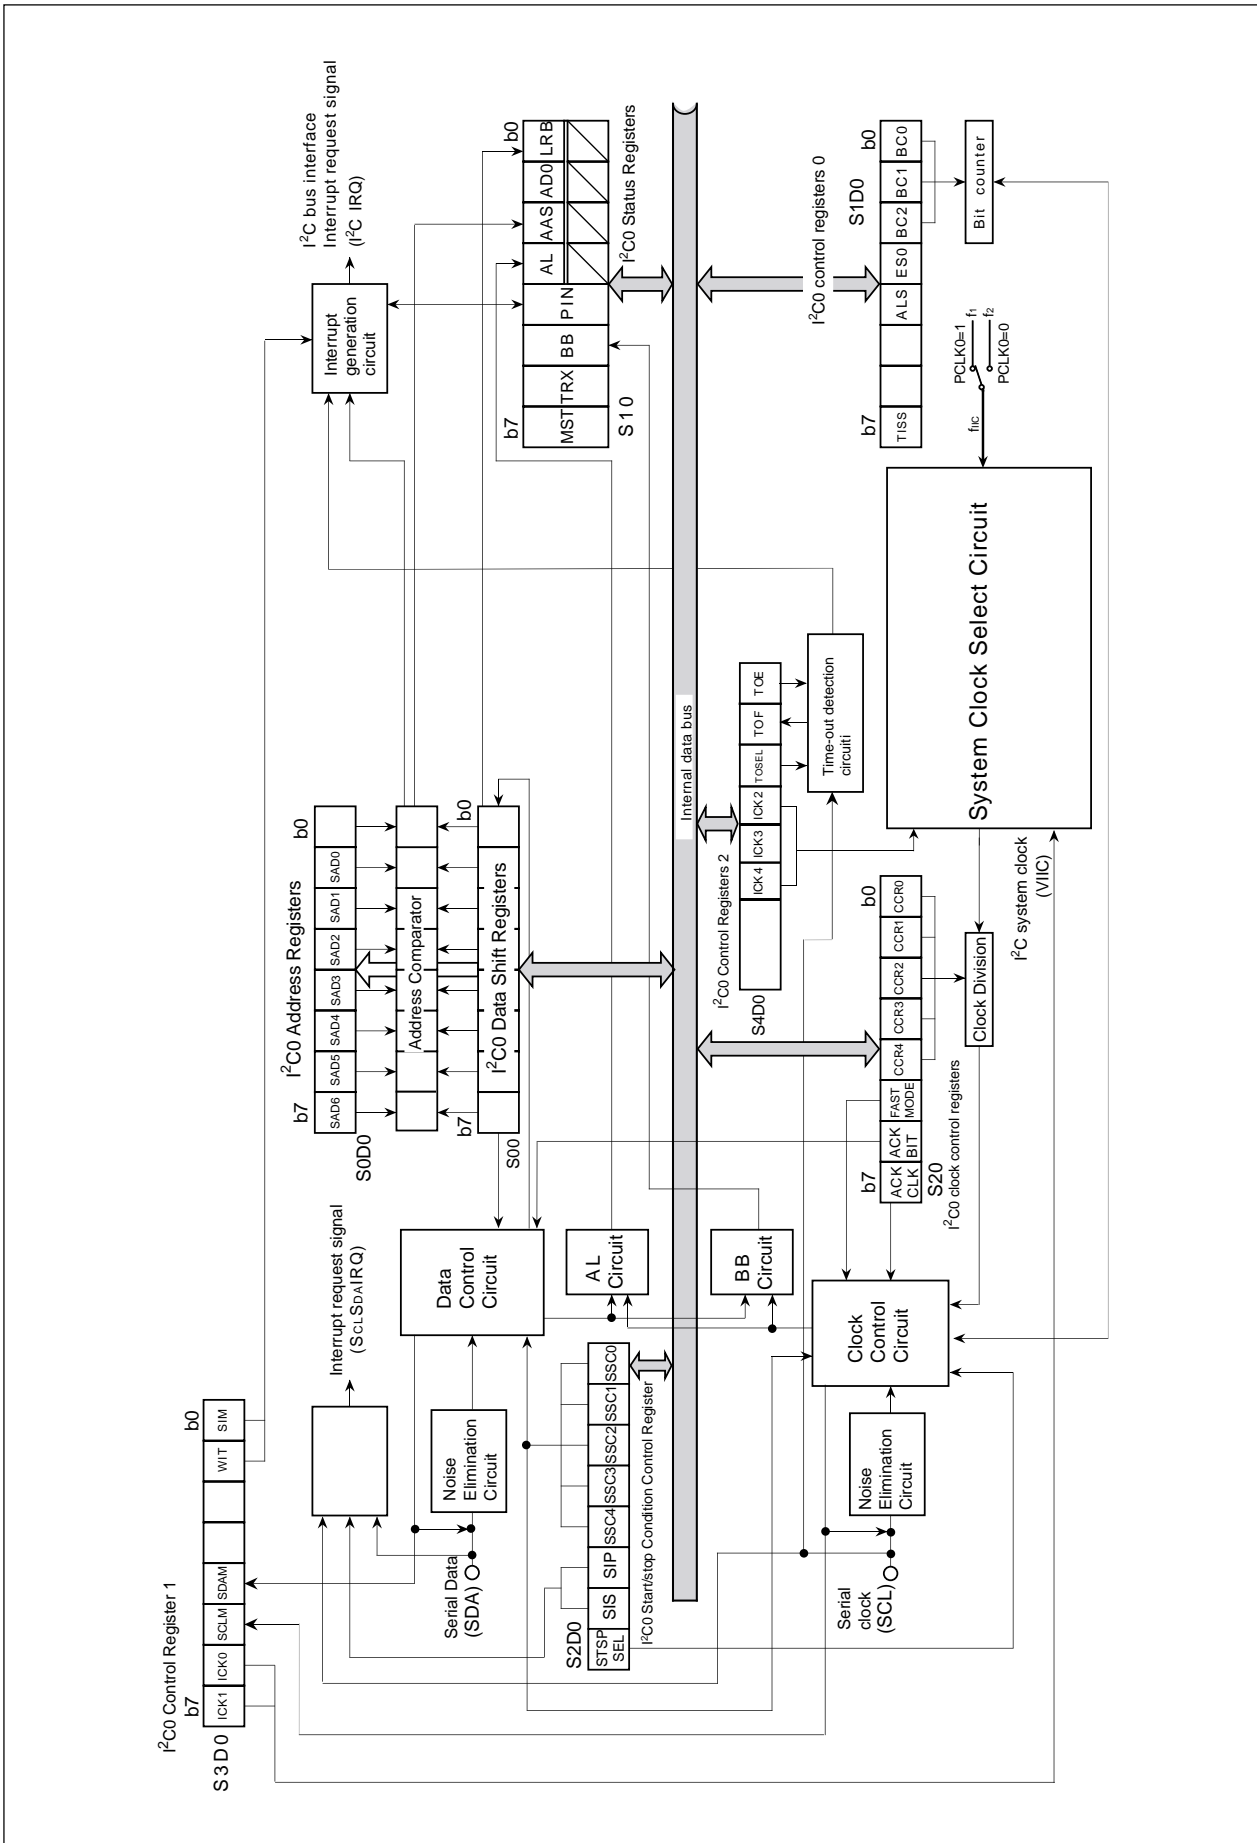 I²C0 Control Register 1
S3D0
b7
b0
ICK1
ICK0
SCLM
SDAM
WIT
SIM
Interrupt request signal
(SCLSDAIRQ)
I²C0 Address Registers
S0D0
b7
b0
SAD6
SAD5
SAD4
SAD3
SAD2
SAD1
SAD0
Address Comparator
b7
b0
I²C0 Data Shift Registers
S00
Interrupt
generation
circuit
I²C bus interface
Interrupt request signal
(I²C IRQ)
Serial Data
(SDA)
Noise
Elimination
Circuit
Data
Control
Circuit
AL
Circuit
BB
Circuit
b7
b0
MST
TRX
BB
PIN
AL
AAS
AD0
LRB
S10
I²C0 Status Registers
S2D0
STSP
SEL
SIS
SIP
SSC4
SSC3
SSC2
SSC1
SSC0
I²C0 Start/stop Condition Control Register
Internal data bus
I²C0 Control Registers 2
S4D0
ICK4
ICK3
ICK2
TOSEL
TOF
TOE
Time-out detection
circuiti
I²C0 control registers 0
S1D0
b7
b0
TISS
ALS
ES0
BC2
BC1
BC0
Bit counter
Serial
clock
(SCL)
Noise
Elimination
Circuit
Clock
Control
Circuit
b7
b0
ACK
CLK
ACK
BIT
FAST
MODE
CCR4
CCR3
CCR2
CCR1
CCR0
S20
I²C0 clock control registers
Clock Division
I²C system clock
(VIIC)
System Clock Select Circuit
fIIC
PCLK0=1
PCLK0=0
f1
f2